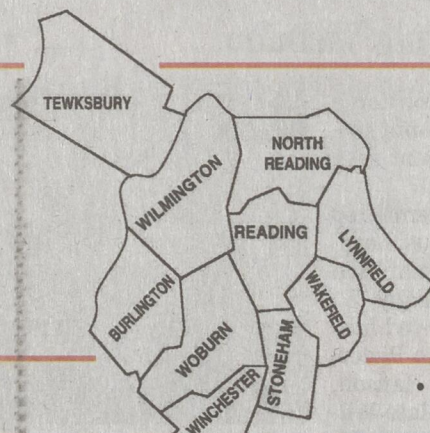 TEWKSBURY
NORTH
READING
WILMINGTON
READING
LYNNFIELD
BURLINGTON
WAKEFIELD
WOBURN
STONEHAM
WINCHESTER